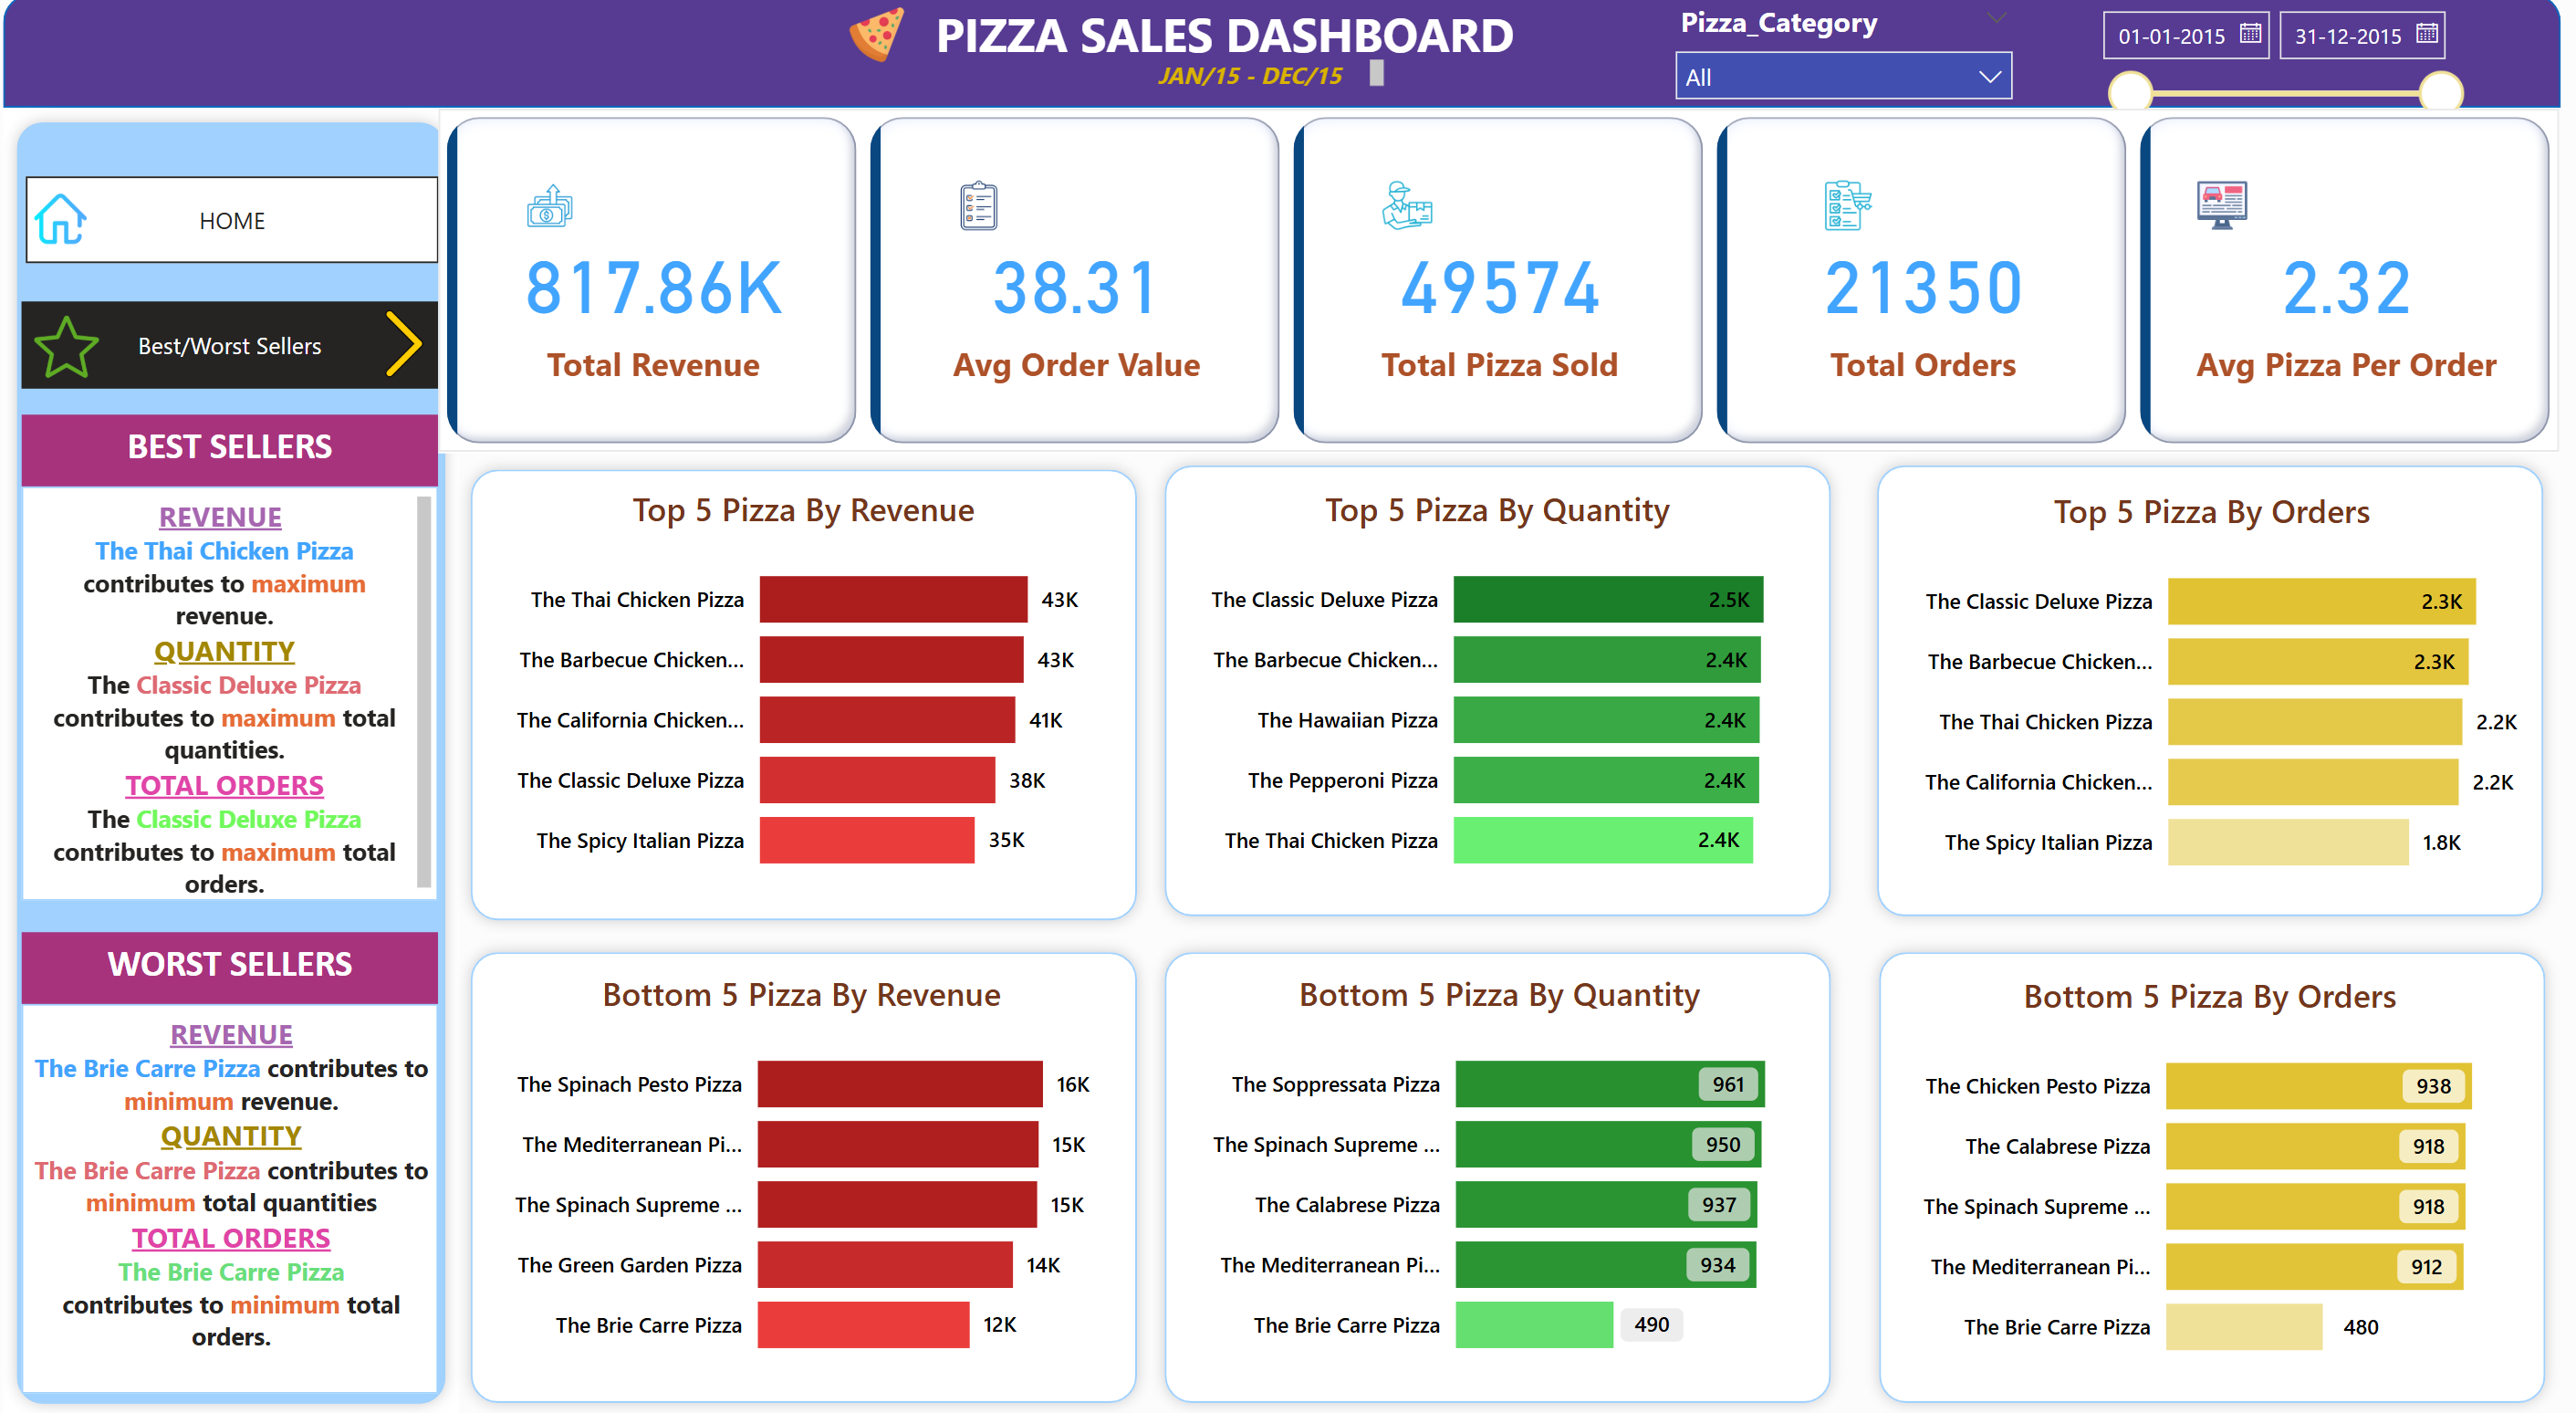 PIZZA SALES DASHBOARD
JAN/15 - DEC/15
Pizza_Category
All
01-01-2015
31-12-2015
HOME
Best/Worst Sellers
817.86K
Total Revenue
38.31
Avg Order Value
49574
Total Pizza Sold
21350
Total Orders
2.32
Avg Pizza Per Order
BEST SELLERS
REVENUE
The Thai Chicken Pizza
contributes to maximum
revenue.
QUANTITY
The Classic Deluxe Pizza
contributes to maximum total
quantities.
TOTAL ORDERS
The Classic Deluxe Pizza
contributes to maximum total
orders.
WORST SELLERS
REVENUE
The Brie Carre Pizza contributes to
minimum revenue.
QUANTITY
The Brie Carre Pizza contributes to
minimum total quantities
TOTAL ORDERS
The Brie Carre Pizza
contributes to minimum total
orders.
Top 5 Pizza By Revenue
The Thai Chicken Pizza 43K
The Barbecue Chicken... 43K
The California Chicken... 41K
The Classic Deluxe Pizza 38K
The Spicy Italian Pizza 35K
Top 5 Pizza By Quantity
The Classic Deluxe Pizza 2.5K
The Barbecue Chicken... 2.4K
The Hawaiian Pizza 2.4K
The Pepperoni Pizza 2.4K
The Thai Chicken Pizza 2.4K
Top 5 Pizza By Orders
The Classic Deluxe Pizza 2.3K
The Barbecue Chicken... 2.3K
The Thai Chicken Pizza 2.2K
The California Chicken... 2.2K
The Spicy Italian Pizza 1.8K
Bottom 5 Pizza By Revenue
The Spinach Pesto Pizza 16K
The Mediterranean Pi... 15K
The Spinach Supreme ... 15K
The Green Garden Pizza 14K
The Brie Carre Pizza 12K
Bottom 5 Pizza By Quantity
The Soppressata Pizza 961
The Spinach Supreme ... 950
The Calabrese Pizza 937
The Mediterranean Pi... 934
The Brie Carre Pizza 490
Bottom 5 Pizza By Orders
The Chicken Pesto Pizza 938
The Calabrese Pizza 918
The Spinach Supreme ... 918
The Mediterranean Pi... 912
The Brie Carre Pizza 480